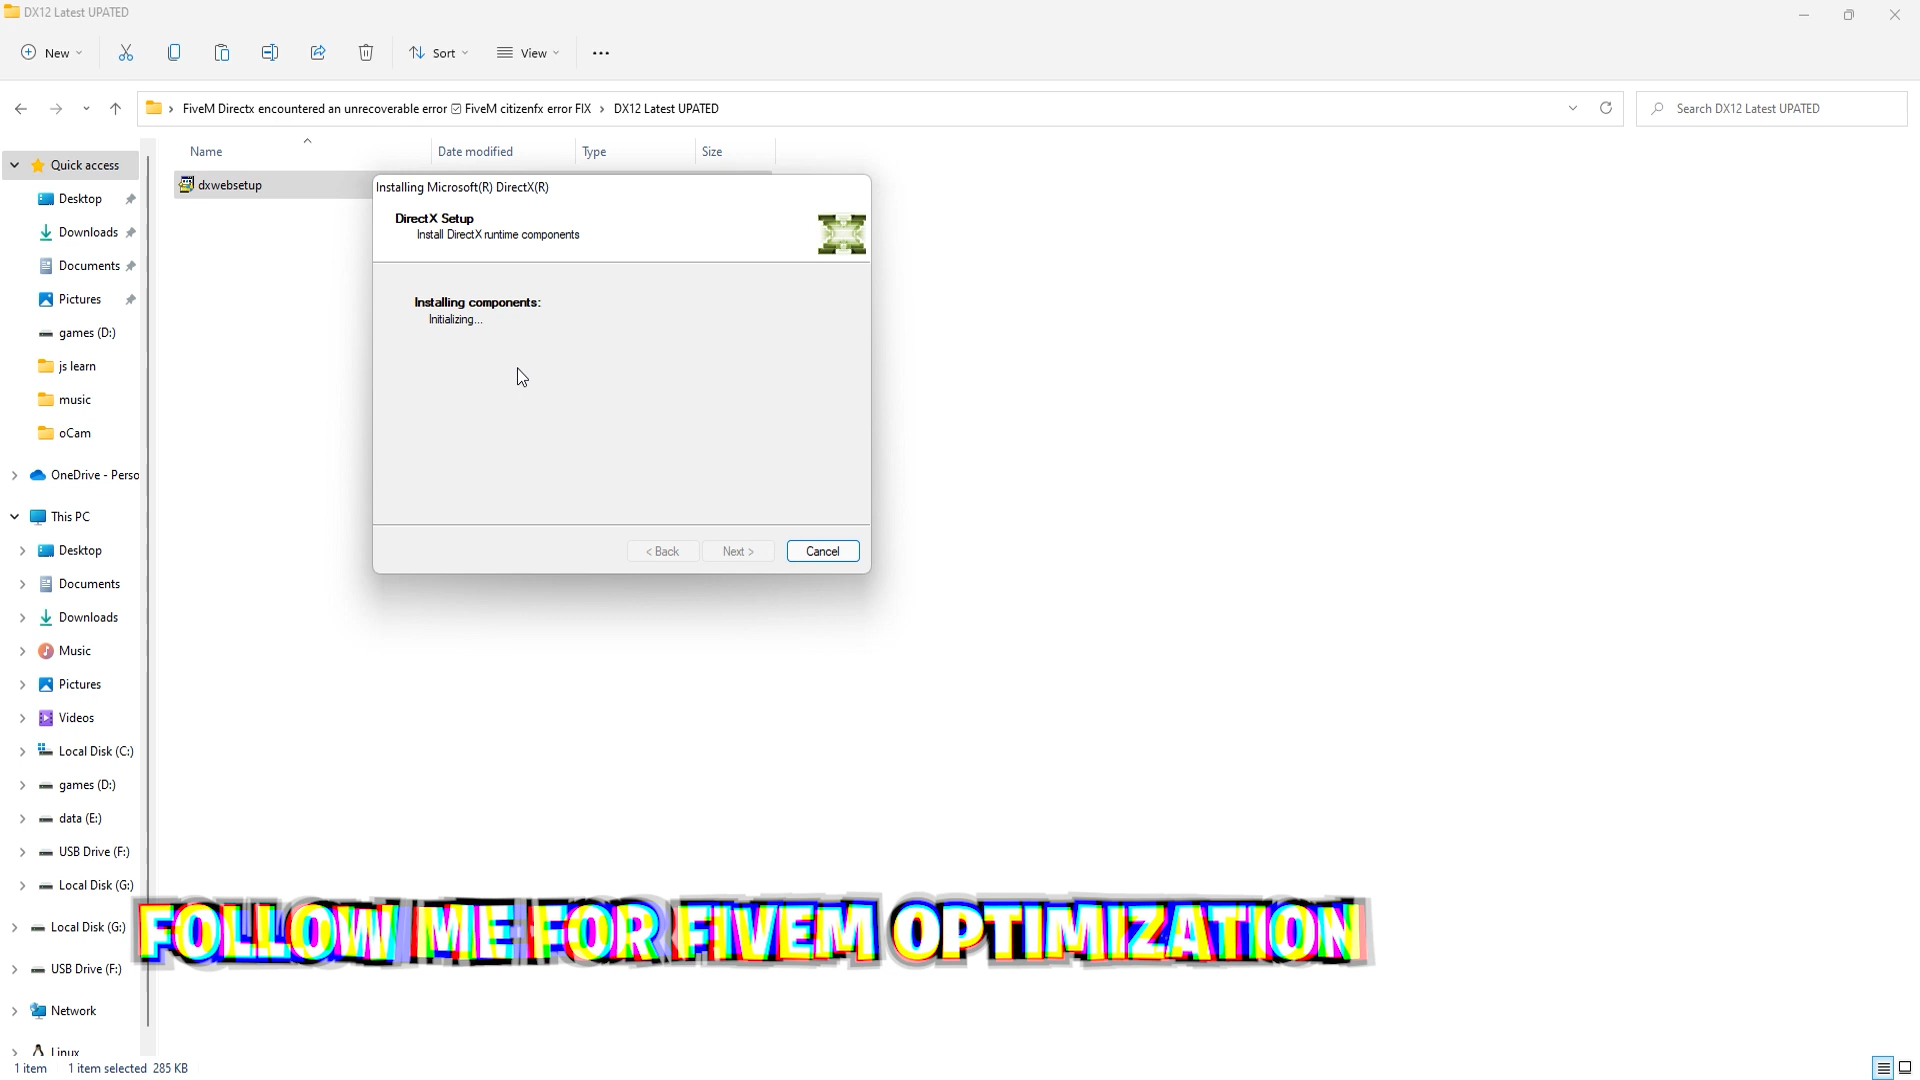 DX12 Latest UPATED
New
Sort
View
FiveM Directx encountered an unrecoverable error ☑ FiveM citizenfx error FIX > DX12 Latest UPATED
Search DX12 Latest UPATED
Name
Date modified
Type
Size
Quick access
dxwebsetup
Installing Microsoft(R) DirectX(R)
DirectX Setup
Install DirectX runtime components
Installing components:
Initializing...
< Back
Next >
Cancel
Desktop
Downloads
Documents
Pictures
games (D:)
js learn
music
oCam
OneDrive - Perso
This PC
Desktop
Documents
Downloads
Music
Pictures
Videos
Local Disk (C:)
games (D:)
data (E:)
USB Drive (F:)
Local Disk (G:)
Local Disk (G:)
FOLLOW ME FOR FIVEM OPTIMIZATION
USB Drive (F:)
Network
Linux
1 item
1 item selected 285 KB